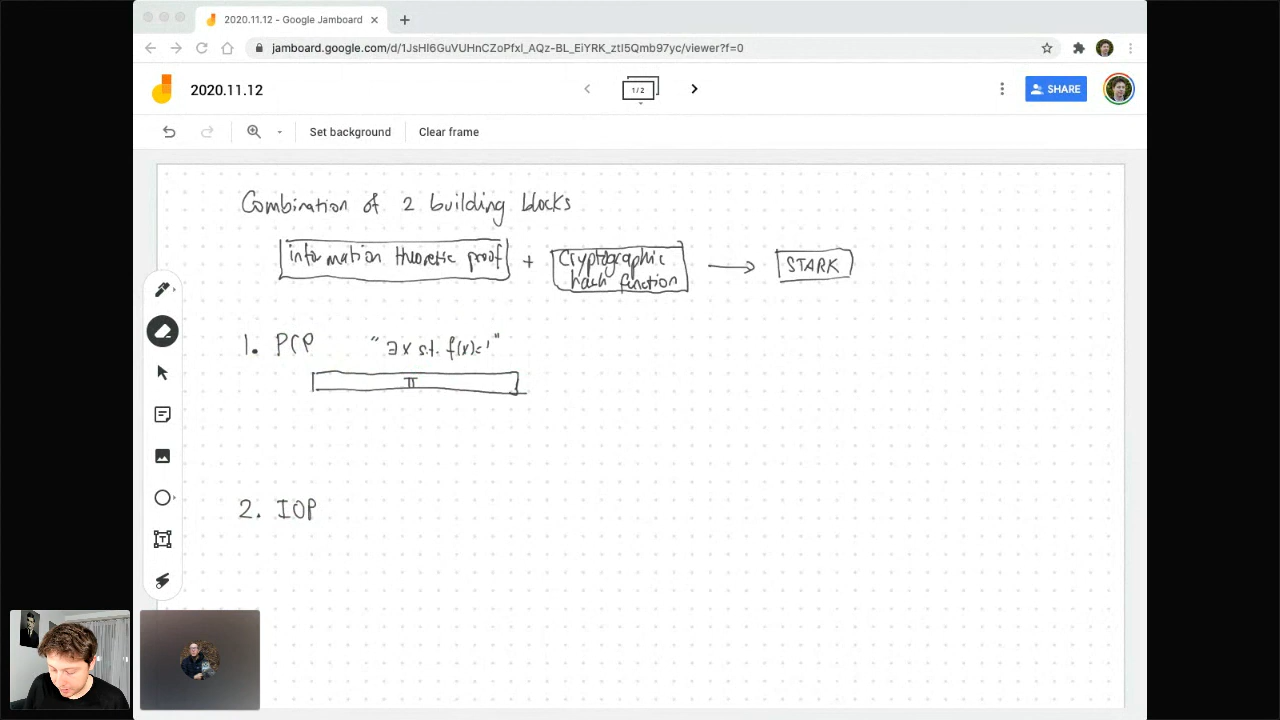 2020.11.12 - Google Jamboard
jamboard.google.com/d/1JsHl6GuVUHnCZoPfxl_AQz-BL_EiYRK_ztl5Qmb97yc/viewer?f=0
2020.11.12
1/2
SHARE
Set background
Clear frame
Combination of 2 building blocks
information theoretic proof + Cryptographic hash function → STARK
1. PCP "∃x s.t. f(x)=1"
π
2. IOP